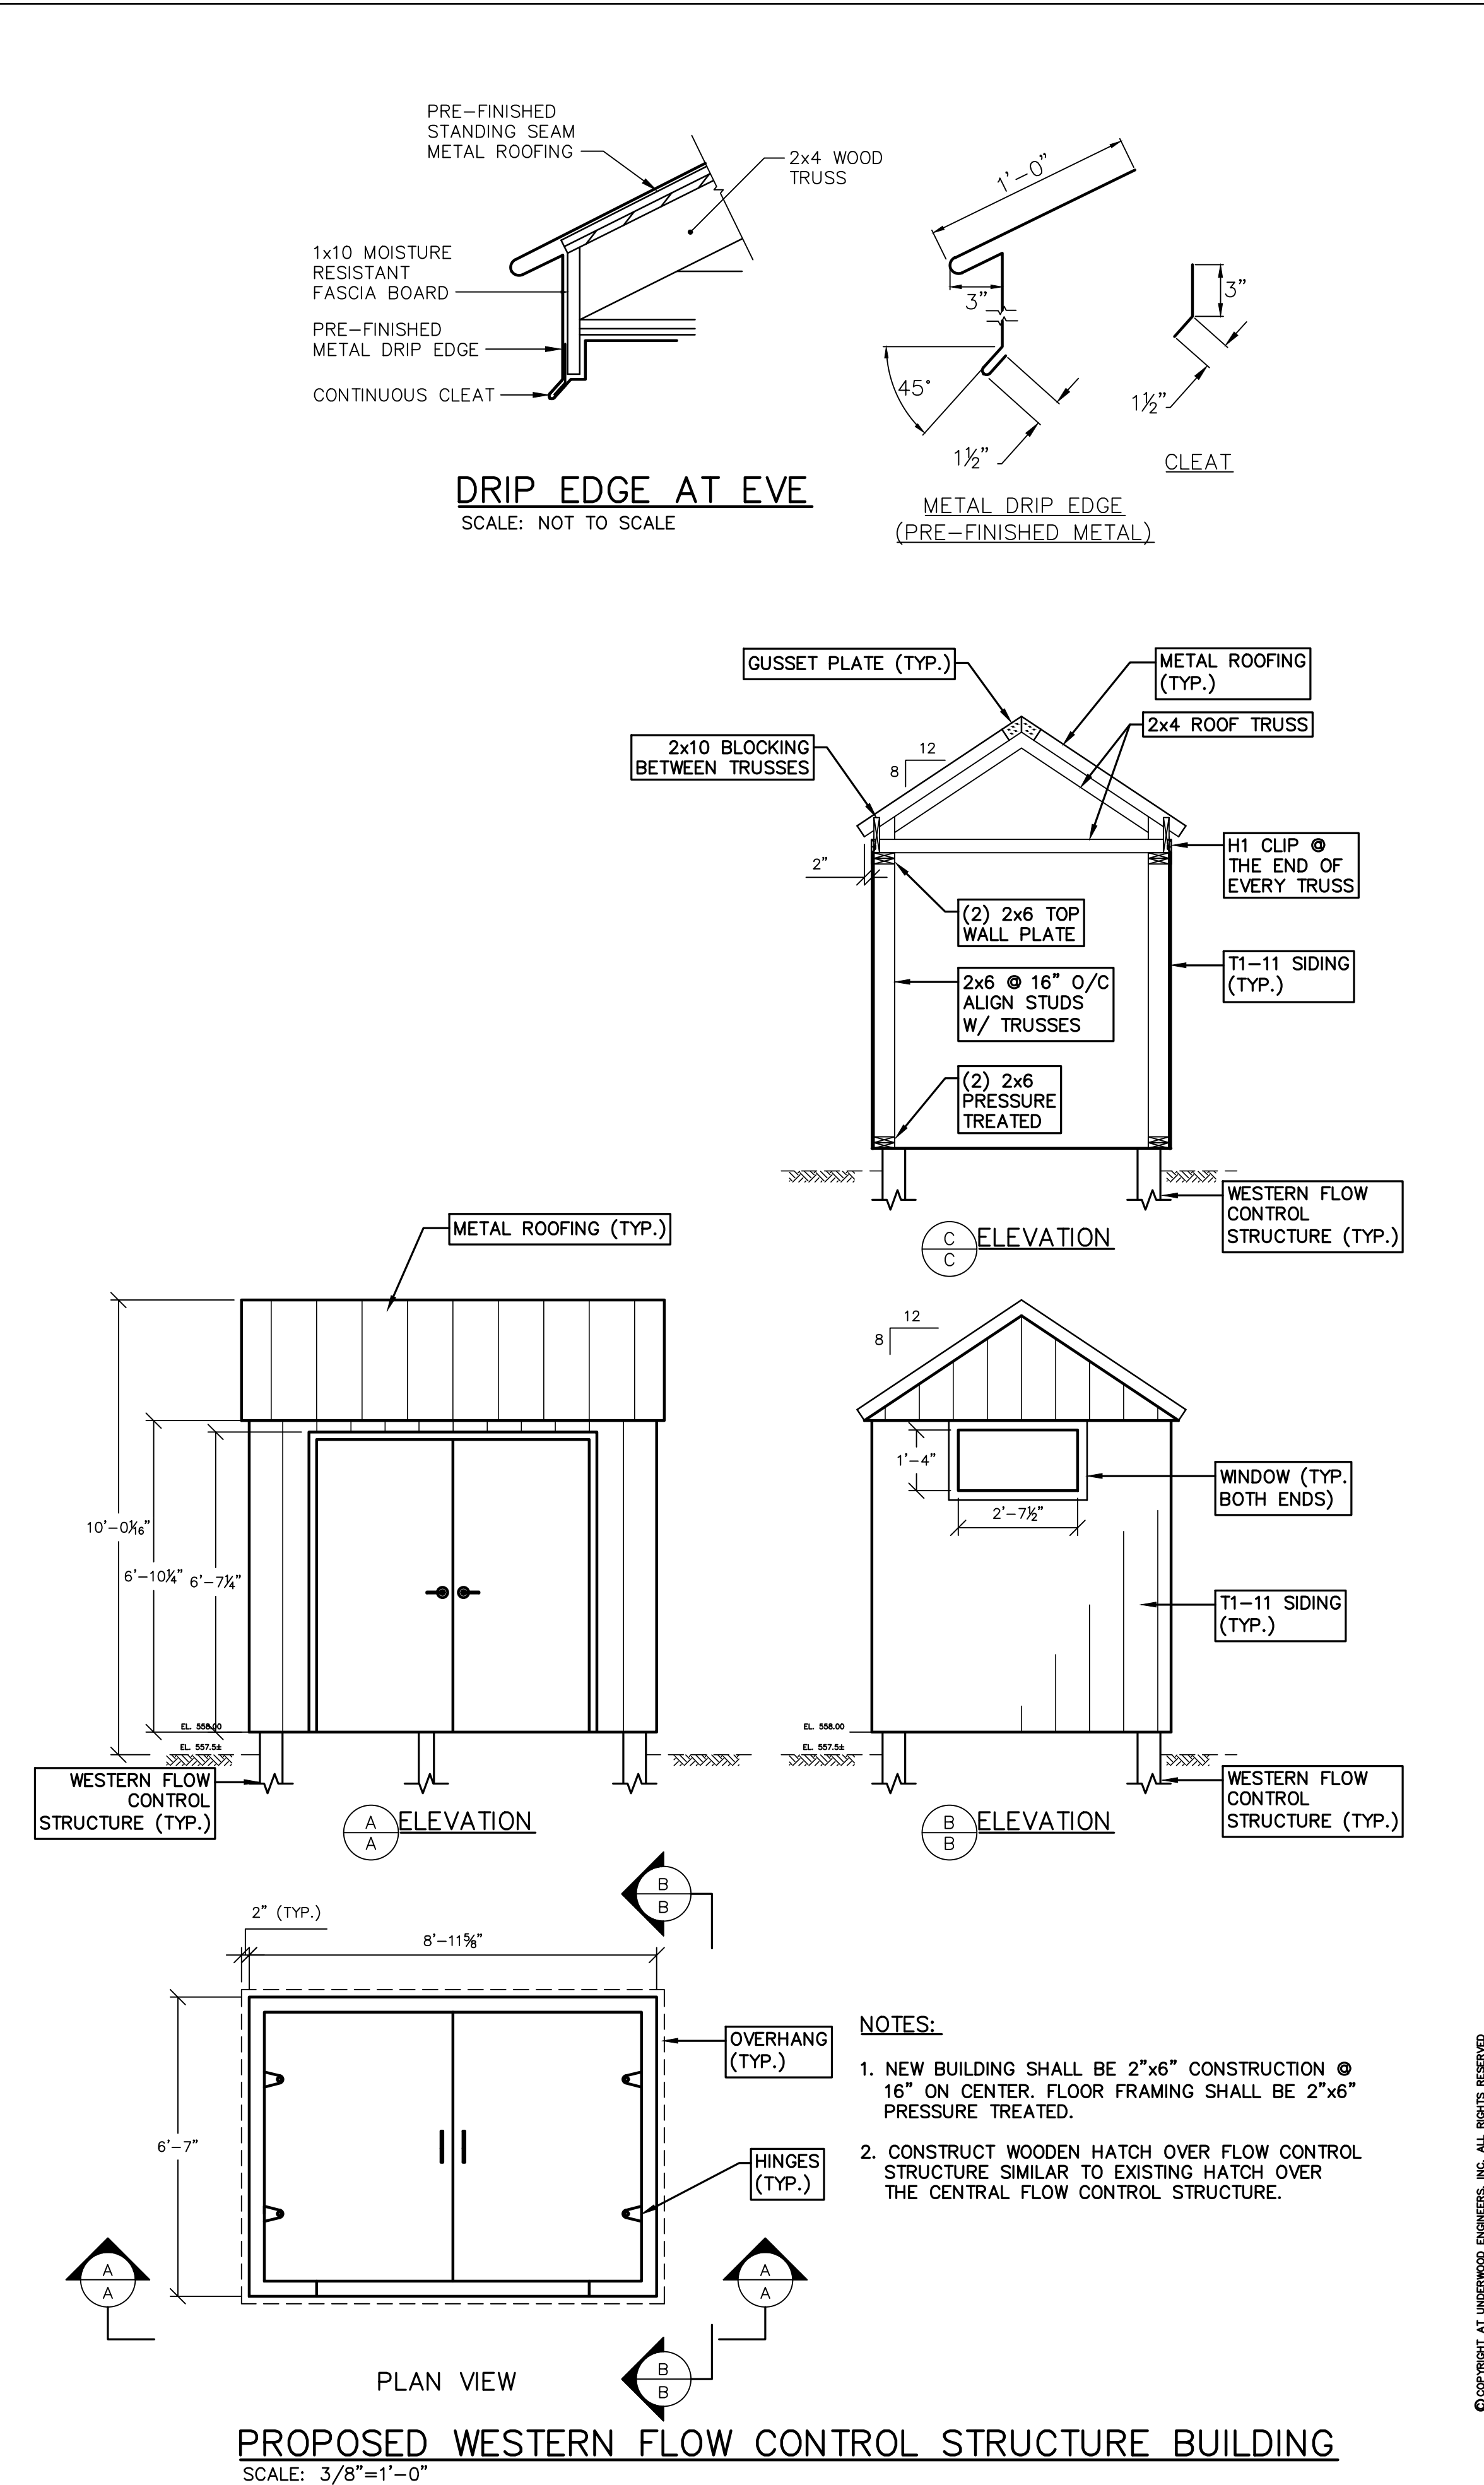 PRE-FINISHED
STANDING SEAM
METAL ROOFING
2x4 WOOD
TRUSS
1x10 MOISTURE
RESISTANT
FASCIA BOARD
PRE-FINISHED
METAL DRIP EDGE
CONTINUOUS CLEAT
DRIP EDGE AT EVE
SCALE: NOT TO SCALE
1'-0"
3"
45°
1½"
METAL DRIP EDGE
(PRE-FINISHED METAL)
3"
1½"
CLEAT
GUSSET PLATE (TYP.)
METAL ROOFING
(TYP.)
2x4 ROOF TRUSS
2x10 BLOCKING
BETWEEN TRUSSES
12
8
H1 CLIP @
THE END OF
EVERY TRUSS
2"
(2) 2x6 TOP
WALL PLATE
T1-11 SIDING
(TYP.)
2x6 @ 16" O/C
ALIGN STUDS
W/ TRUSSES
(2) 2x6
PRESSURE
TREATED
WESTERN FLOW
CONTROL
STRUCTURE (TYP.)
C
C
ELEVATION
METAL ROOFING (TYP.)
10'-0 1/16"
6'-10¼"
6'-7¼"
EL. 558.00
EL. 557.5±
WESTERN FLOW
CONTROL
STRUCTURE (TYP.)
A
A
ELEVATION
12
8
1'-4"
2'-7½"
WINDOW (TYP.
BOTH ENDS)
T1-11 SIDING
(TYP.)
EL. 558.00
EL. 557.5±
WESTERN FLOW
CONTROL
STRUCTURE (TYP.)
B
B
ELEVATION
B
B
2" (TYP.)
8'-11⅝"
6'-7"
OVERHANG
(TYP.)
HINGES
(TYP.)
A
A
A
A
B
B
PLAN VIEW
NOTES:
1. NEW BUILDING SHALL BE 2"x6" CONSTRUCTION @
16" ON CENTER. FLOOR FRAMING SHALL BE 2"x6"
PRESSURE TREATED.
2. CONSTRUCT WOODEN HATCH OVER FLOW CONTROL
STRUCTURE SIMILAR TO EXISTING HATCH OVER
THE CENTRAL FLOW CONTROL STRUCTURE.
PROPOSED WESTERN FLOW CONTROL STRUCTURE BUILDING
SCALE: 3/8"=1'-0"
© COPYRIGHT AT UNDERWOOD ENGINEERS, INC. ALL RIGHTS RESERVED